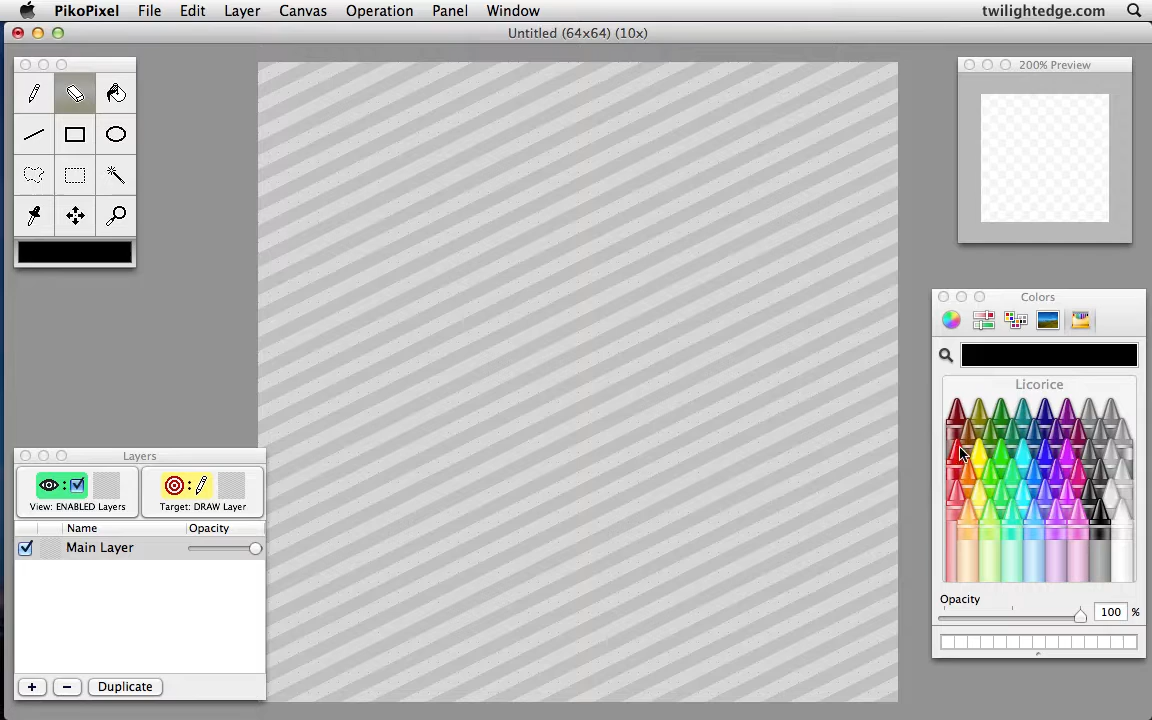 PikoPixel File Edit Layer Canvas Operation Panel Window twilightedge.com
Untitled (64x64) (10x)
200% Preview
Colors
Licorice
Opacity
100 %
Layers
View: ENABLED Layers
Target: DRAW Layer
Name Opacity
Main Layer
+ − Duplicate